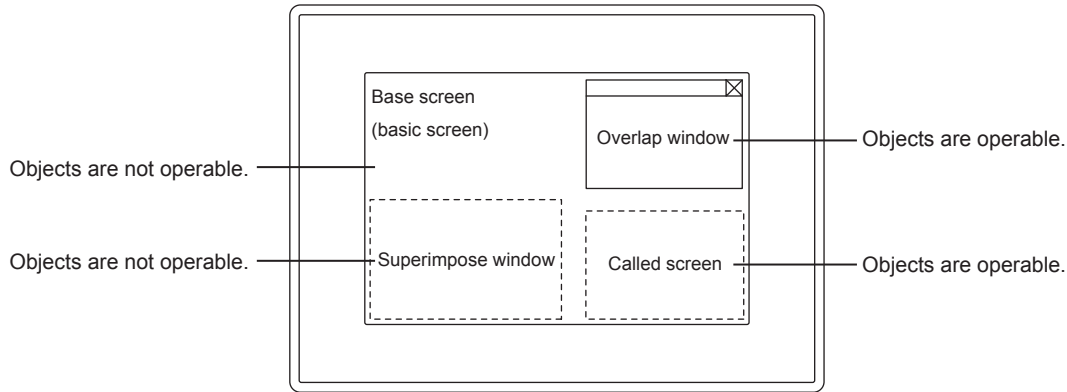 Base screen
(basic screen)
Overlap window
Objects are operable.
Objects are not operable.
Superimpose window
Called screen
Objects are not operable.
Objects are operable.